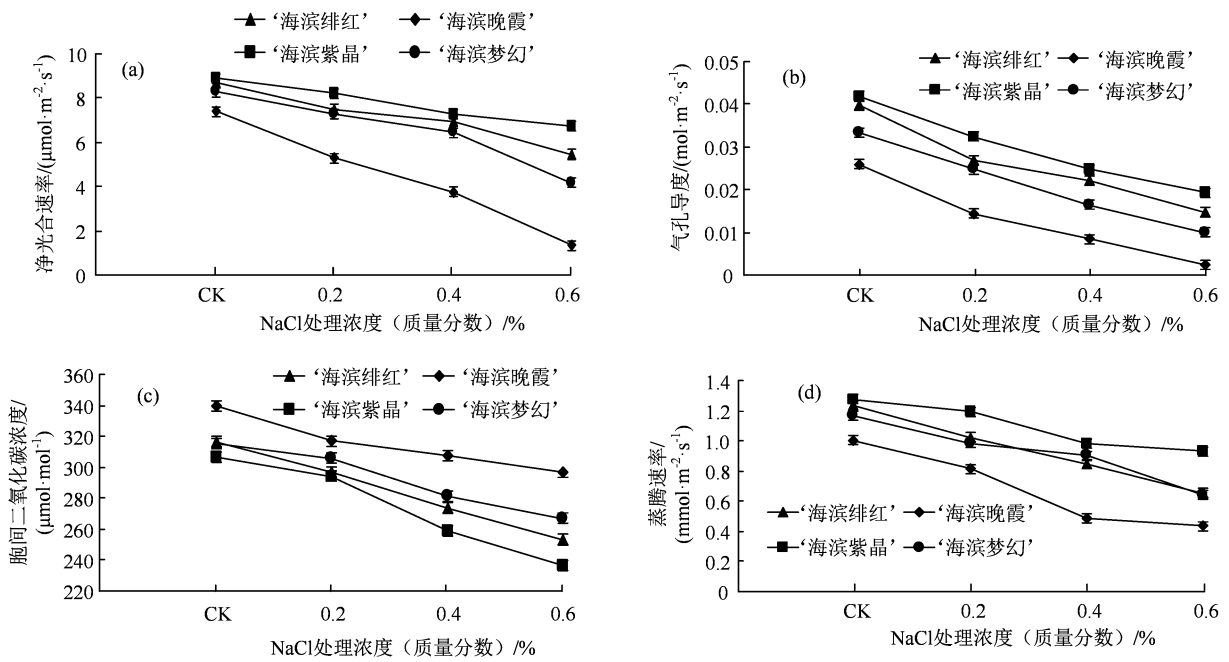 (a)
‘海滨绯红’ ‘海滨晚霞’
‘海滨紫晶’ ‘海滨梦幻’
净光合速率/(μmol·m⁻²·s⁻¹)
10
8
6
4
2
0
CK 0.2 0.4 0.6
NaCl处理浓度（质量分数）/%
(b)
‘海滨绯红’ ‘海滨晚霞’
‘海滨紫晶’ ‘海滨梦幻’
气孔导度/(mol·m⁻²·s⁻¹)
0.05
0.04
0.03
0.02
0.01
0
CK 0.2 0.4 0.6
NaCl处理浓度（质量分数）/%
(c)
‘海滨绯红’ ‘海滨晚霞’
‘海滨紫晶’ ‘海滨梦幻’
胞间二氧化碳浓度/
(μmol·mol⁻¹)
360
340
320
300
280
260
240
220
CK 0.2 0.4 0.6
NaCl处理浓度（质量分数）/%
(d)
蒸腾速率/
(mmol·m⁻²·s⁻¹)
1.4
1.2
1.0
0.8
0.6
0.4
0.2
0
‘海滨绯红’ ‘海滨晚霞’
‘海滨紫晶’ ‘海滨梦幻’
CK 0.2 0.4 0.6
NaCl处理浓度（质量分数）/%